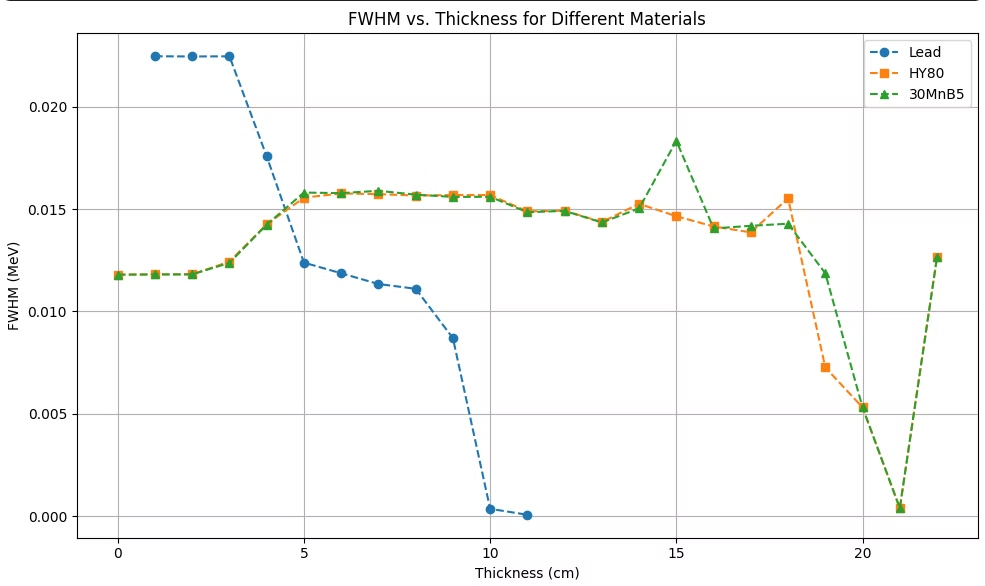 FWHM vs. Thickness for Different Materials
Lead
HY80
30MnB5
FWHM (MeV)
0.020
0.015
0.010
0.005
0.000
0 5 10 15 20
Thickness (cm)